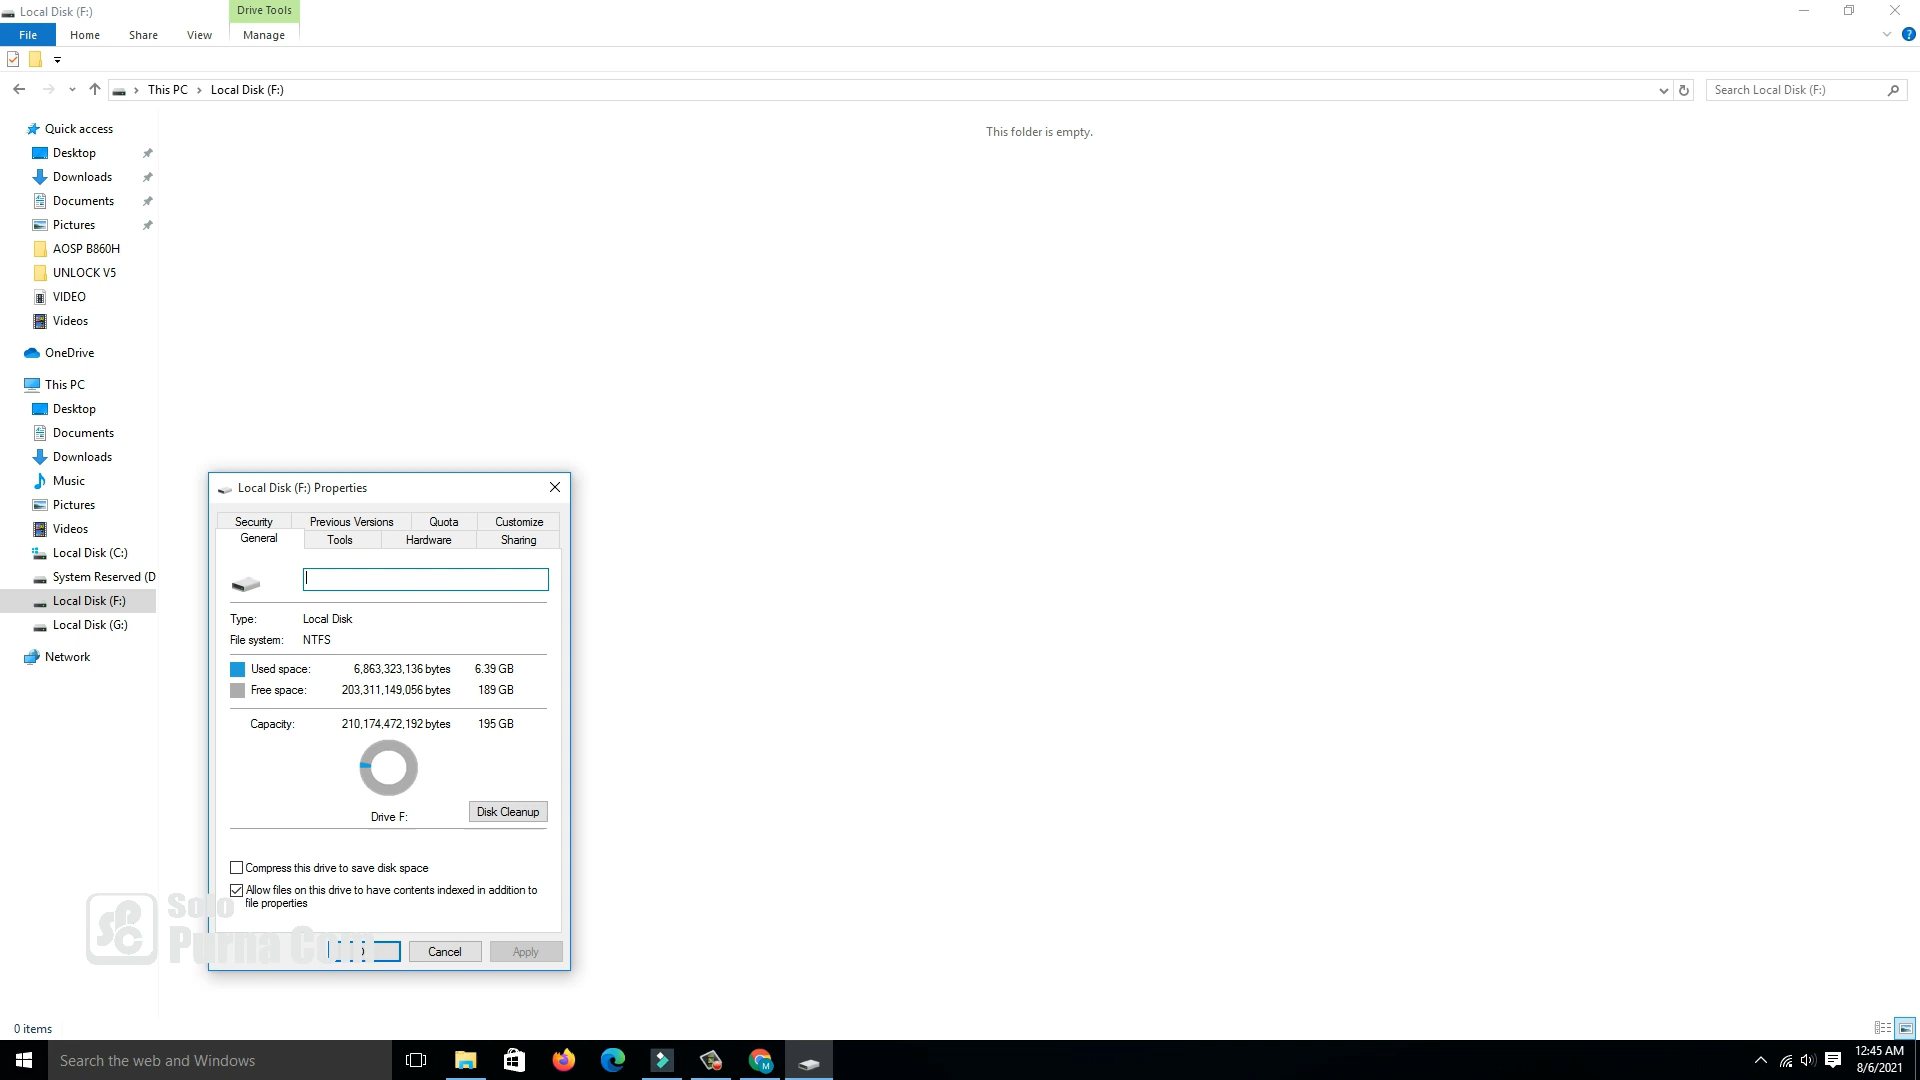 Local Disk (F:)
Drive Tools
File
Home
Share
View
Manage
This PC
Local Disk (F:)
Search Local Disk (F:)
Quick access
Desktop
Downloads
Documents
Pictures
AOSP B860H
UNLOCK V5
VIDEO
Videos
OneDrive
This PC
Desktop
Documents
Downloads
Music
Pictures
Videos
Local Disk (C:)
System Reserved (D
Local Disk (F:)
Local Disk (G:)
Network
This folder is empty.
Local Disk (F:) Properties
Security
Previous Versions
Quota
Customize
General
Tools
Hardware
Sharing
Type: Local Disk
File system: NTFS
Used space: 6,863,323,136 bytes 6.39 GB
Free space: 203,311,149,056 bytes 189 GB
Capacity: 210,174,472,192 bytes 195 GB
Drive F:
Disk Cleanup
Compress this drive to save disk space
Allow files on this drive to have contents indexed in addition to
file properties
Cancel
Apply
SPC
Solo
Purna Com
0 items
Search the web and Windows
M
12:45 AM
8/6/2021